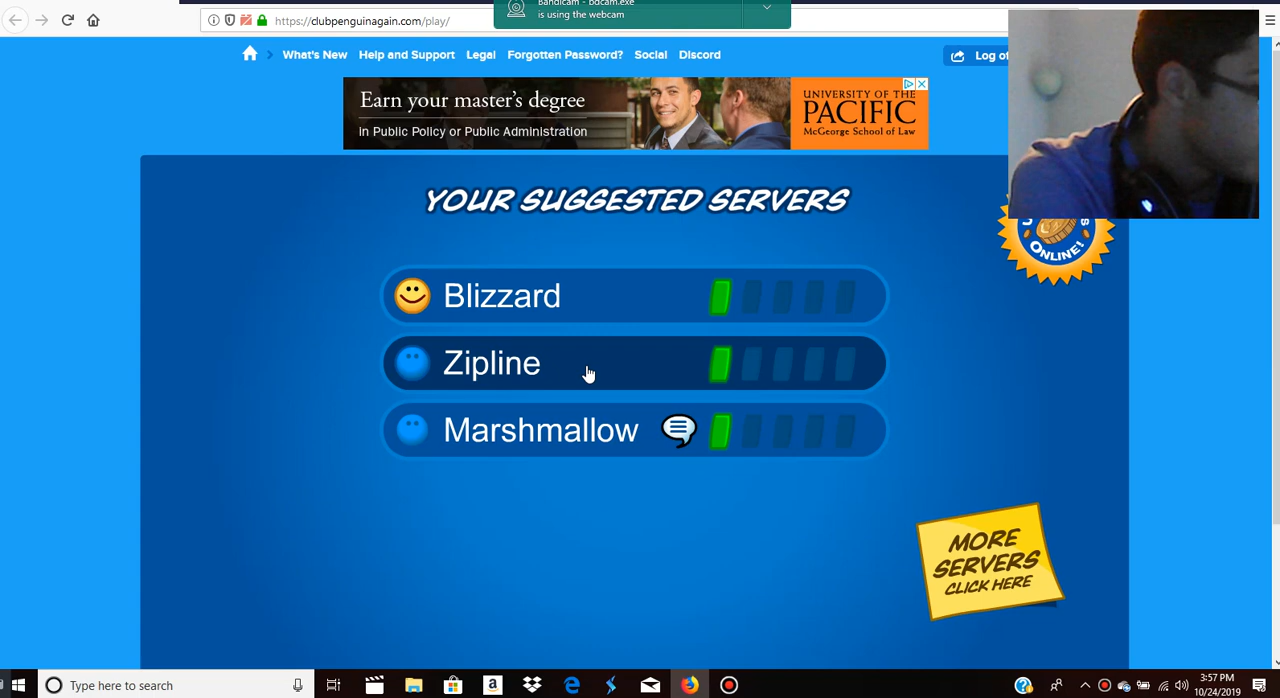 Bandicam - bdcam.exe
is using the webcam
https://clubpenguinagain.com/play/
What's New Help and Support Legal Forgotten Password? Social Discord
Log of
Earn your master's degree
in Public Policy or Public Administration
UNIVERSITY OF THE
PACIFIC
McGeorge School of Law
YOUR SUGGESTED SERVERS
ONLINE!
Blizzard
Zipline
Marshmallow
MORE
SERVERS
CLICK HERE
Type here to search
3:57 PM
10/24/2019